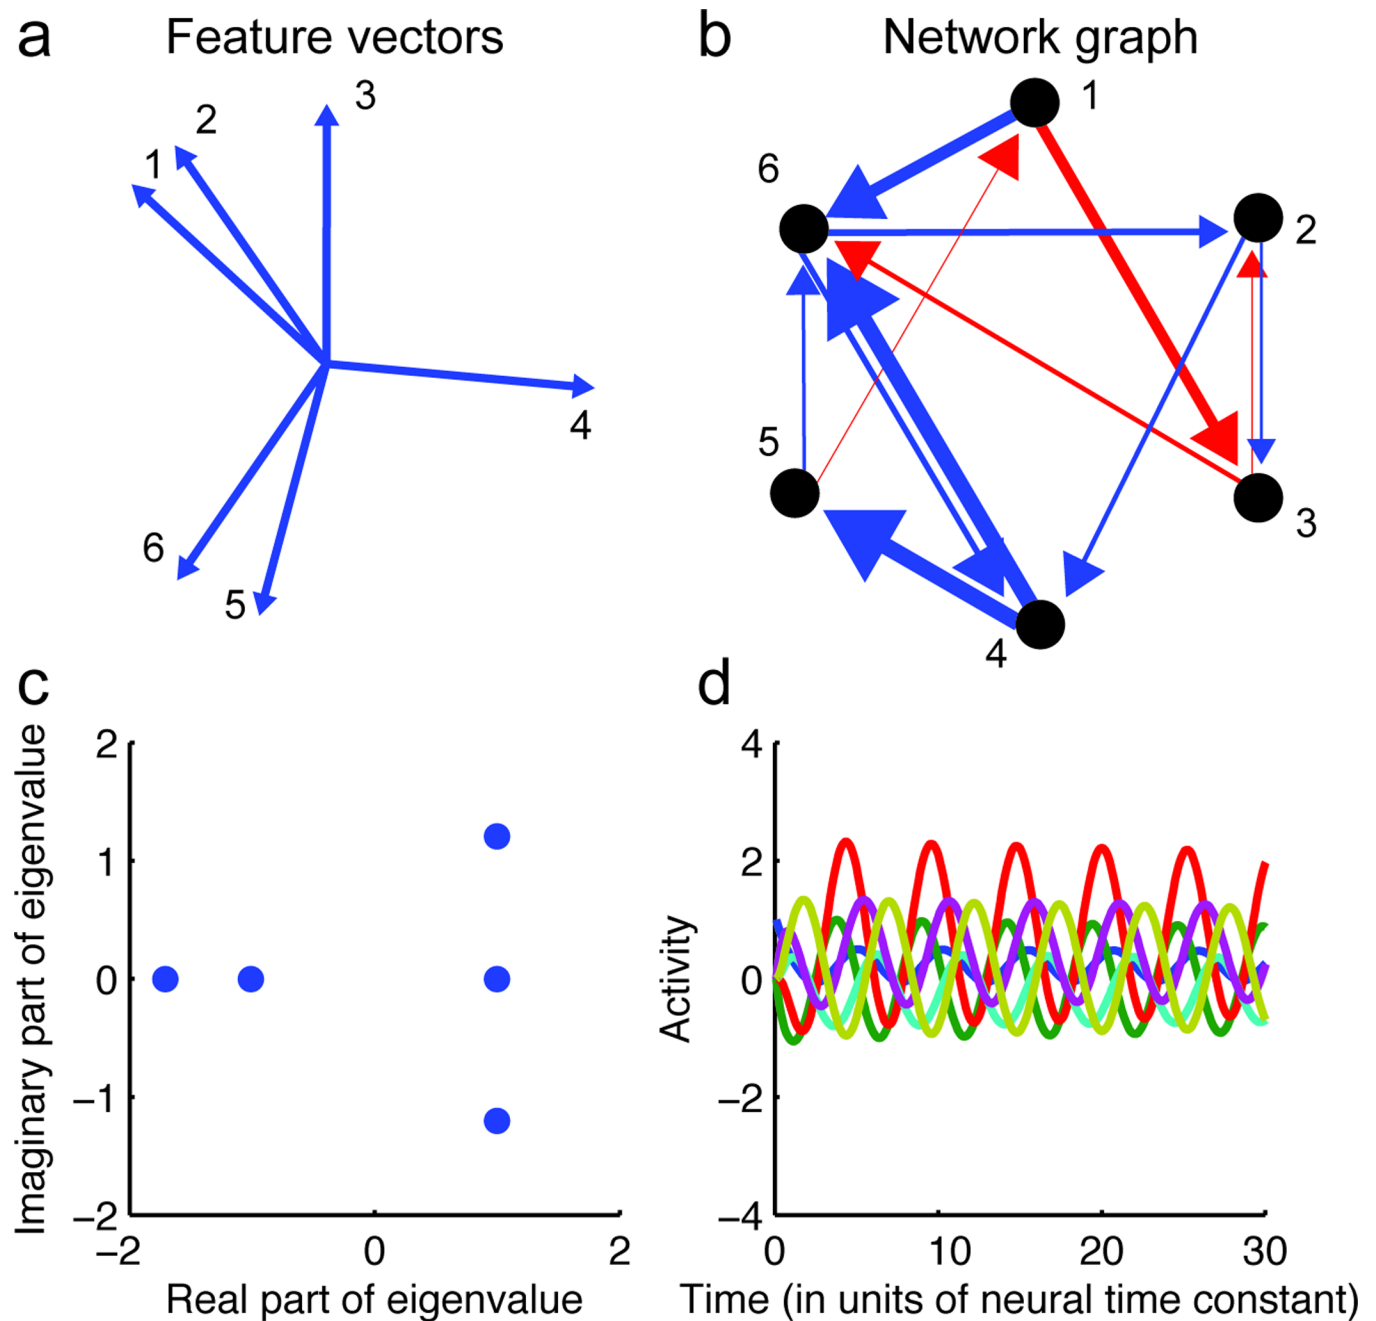 a Feature vectors
3
2
1
4
6
5
b Network graph
1
6
2
5
3
4
c
Imaginary part of eigenvalue
2
1
0
−1
−2
−2 0 2
Real part of eigenvalue
d
Activity
4
2
0
−2
−4
0 10 20 30
Time (in units of neural time constant)